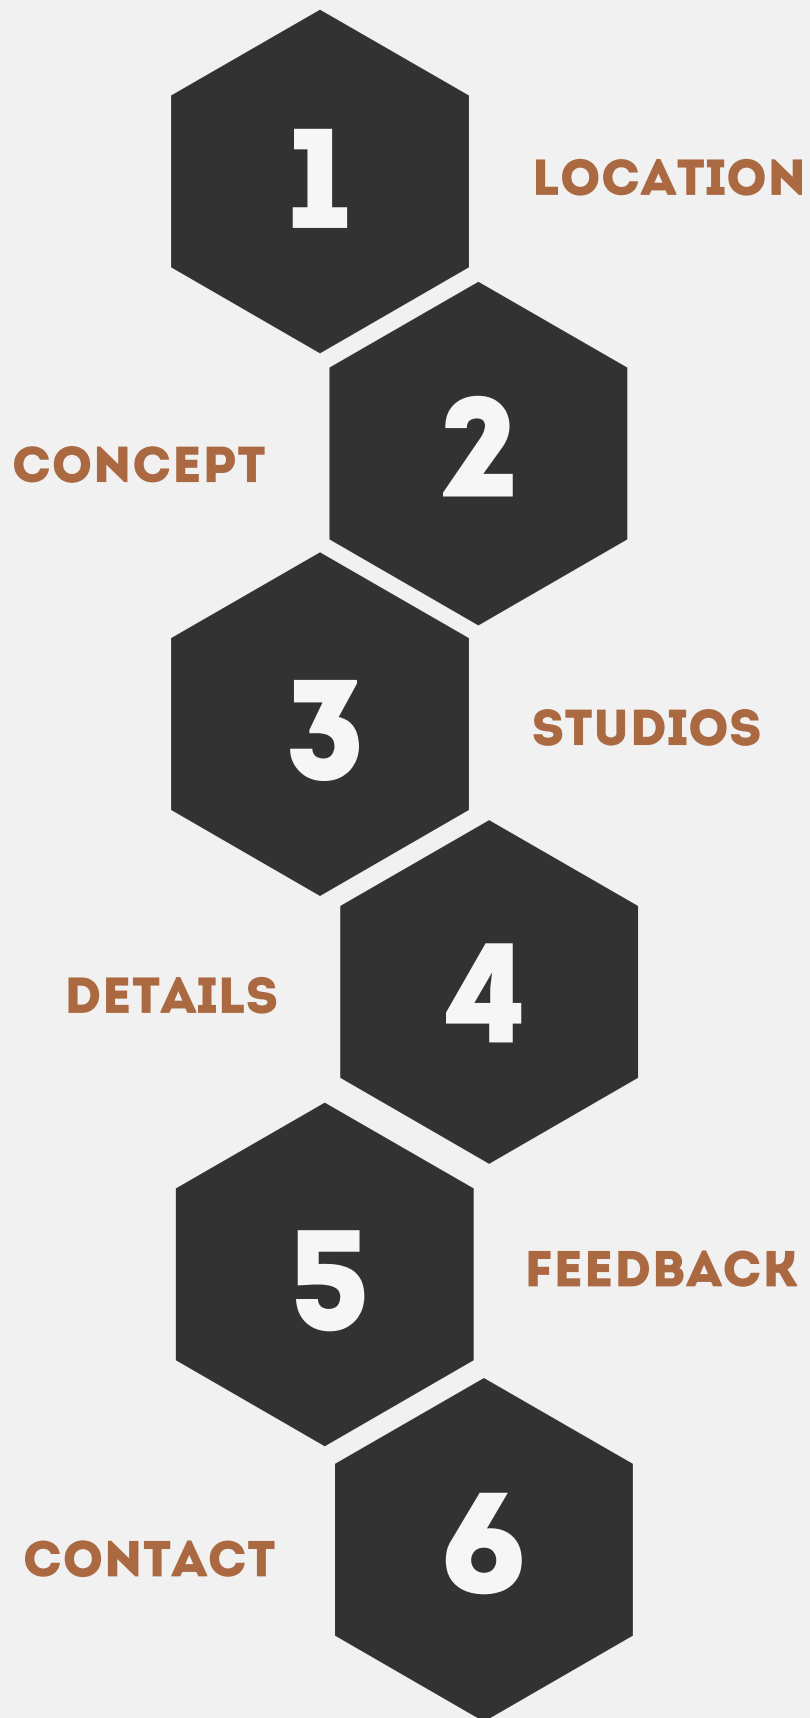 1
LOCATION
CONCEPT
2
3
STUDIOS
DETAILS
4
5
FEEDBACK
CONTACT
6